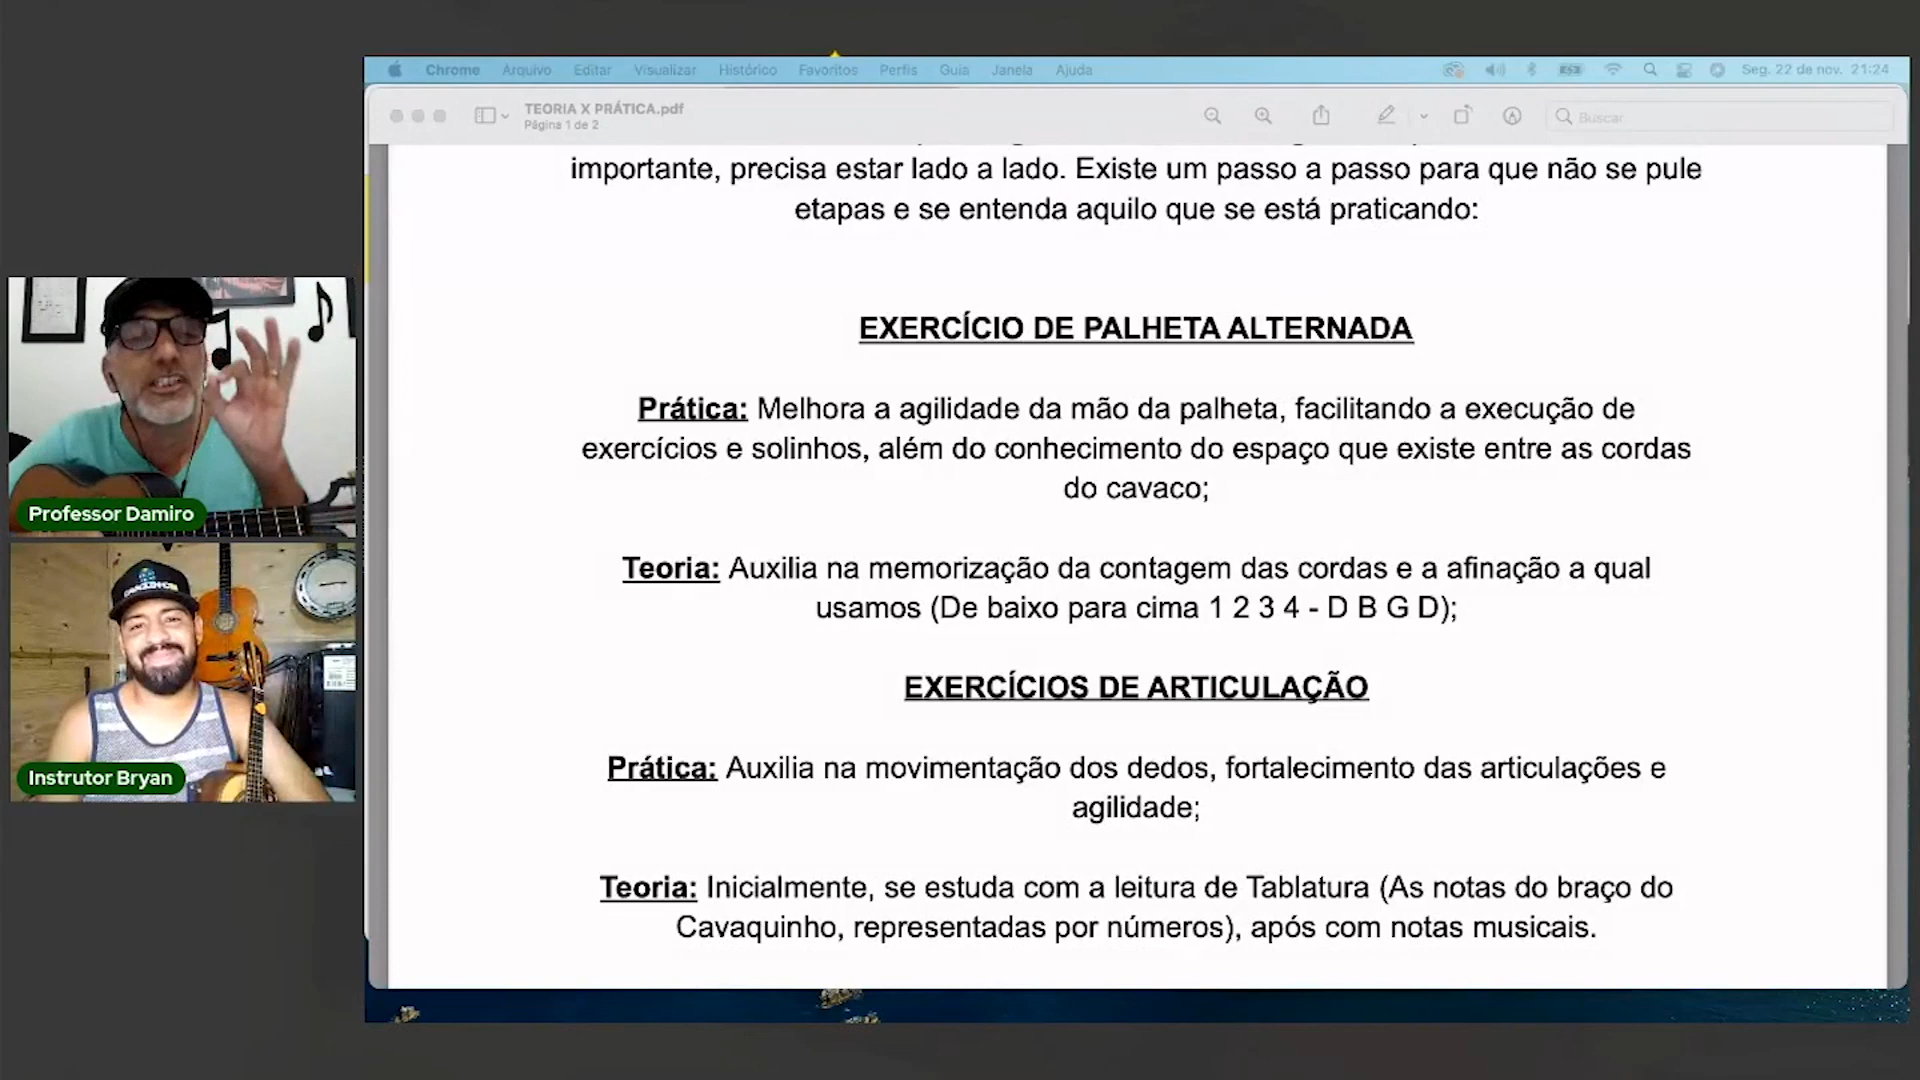 Chrome Arquivo Editar Visualizar Histórico Favoritos Perfis Guia Janela Ajuda
Seg. 22 de nov. 21:24
TEORIA X PRÁTICA.pdf
Página 1 de 2
Buscar
importante, precisa estar lado a lado. Existe um passo a passo para que não se pule
etapas e se entenda aquilo que se está praticando:
EXERCÍCIO DE PALHETA ALTERNADA
Prática: Melhora a agilidade da mão da palheta, facilitando a execução de
exercícios e solinhos, além do conhecimento do espaço que existe entre as cordas
do cavaco;
Teoria: Auxilia na memorização da contagem das cordas e a afinação a qual
usamos (De baixo para cima 1 2 3 4 - D B G D);
EXERCÍCIOS DE ARTICULAÇÃO
Prática: Auxilia na movimentação dos dedos, fortalecimento das articulações e
agilidade;
Teoria: Inicialmente, se estuda com a leitura de Tablatura (As notas do braço do
Cavaquinho, representadas por números), após com notas musicais.
Professor Damiro
Instrutor Bryan